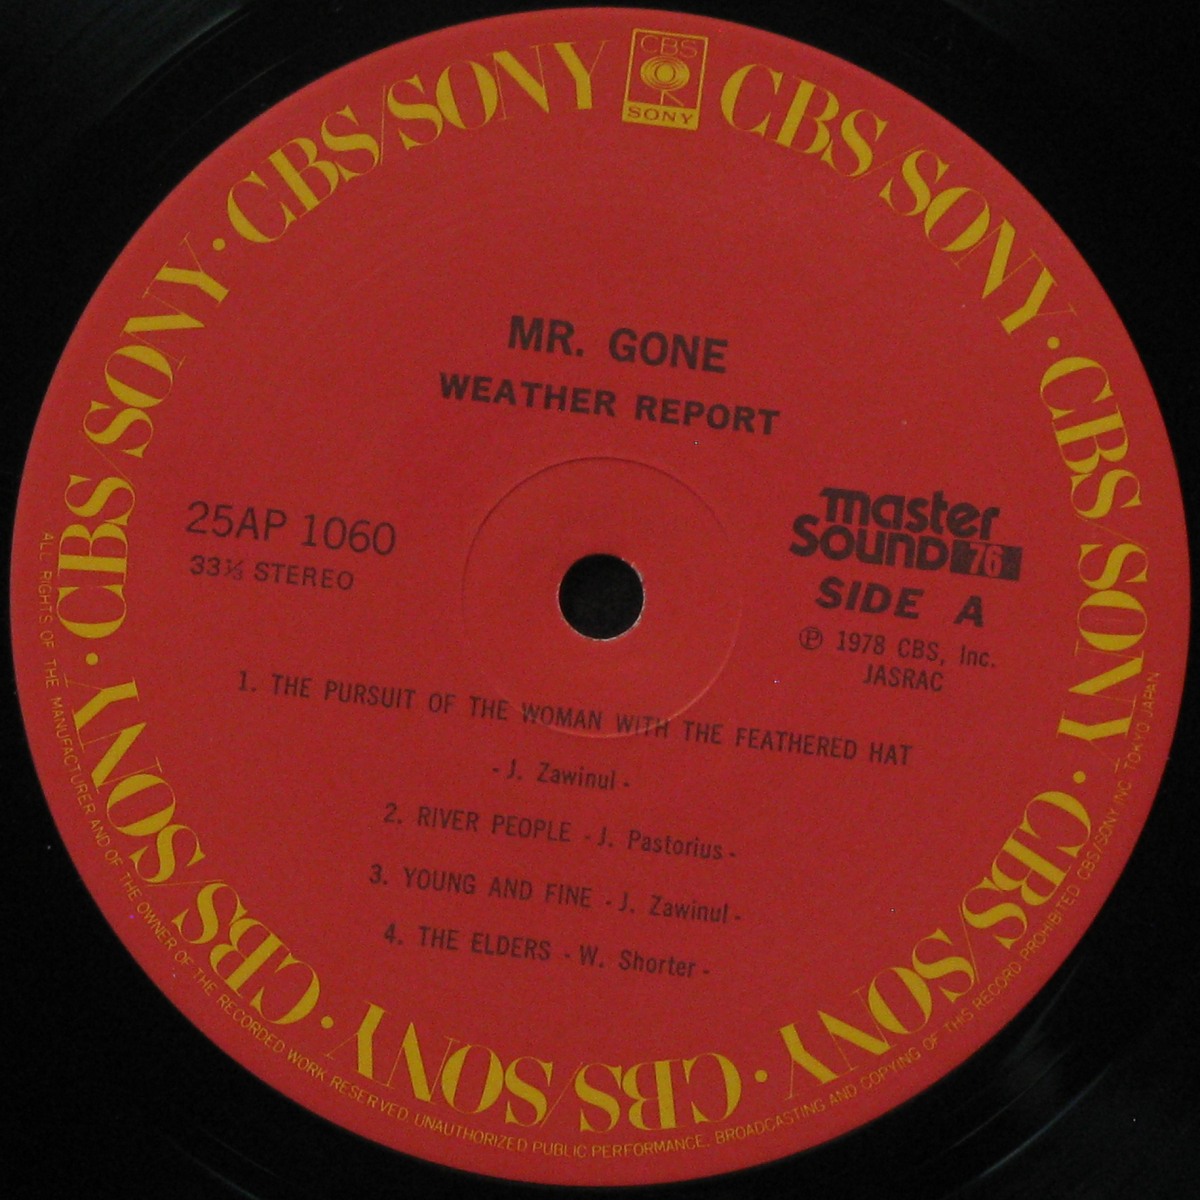 CBS
SONY
CBS/SONY · CBS/SONY · CBS/SONY · CBS/SONY · CBS/SONY · CBS/SONY · CBS/SONY · CBS/SONY
MR. GONE
WEATHER REPORT
25AP 1060
33⅓ STEREO
master
Sound 76
SIDE A
℗ 1978 CBS, Inc.
JASRAC
1. THE PURSUIT OF THE WOMAN WITH THE FEATHERED HAT
- J. Zawinul -
2. RIVER PEOPLE - J. Pastorius -
3. YOUNG AND FINE - J. Zawinul -
4. THE ELDERS - W. Shorter -
ALL RIGHTS OF THE MANUFACTURER AND OF THE OWNER OF THE RECORDED WORK RESERVED. UNAUTHORIZED PUBLIC PERFORMANCE, BROADCASTING AND COPYING OF THIS RECORD PROHIBITED CBS/SONY INC. TOKYO JAPAN